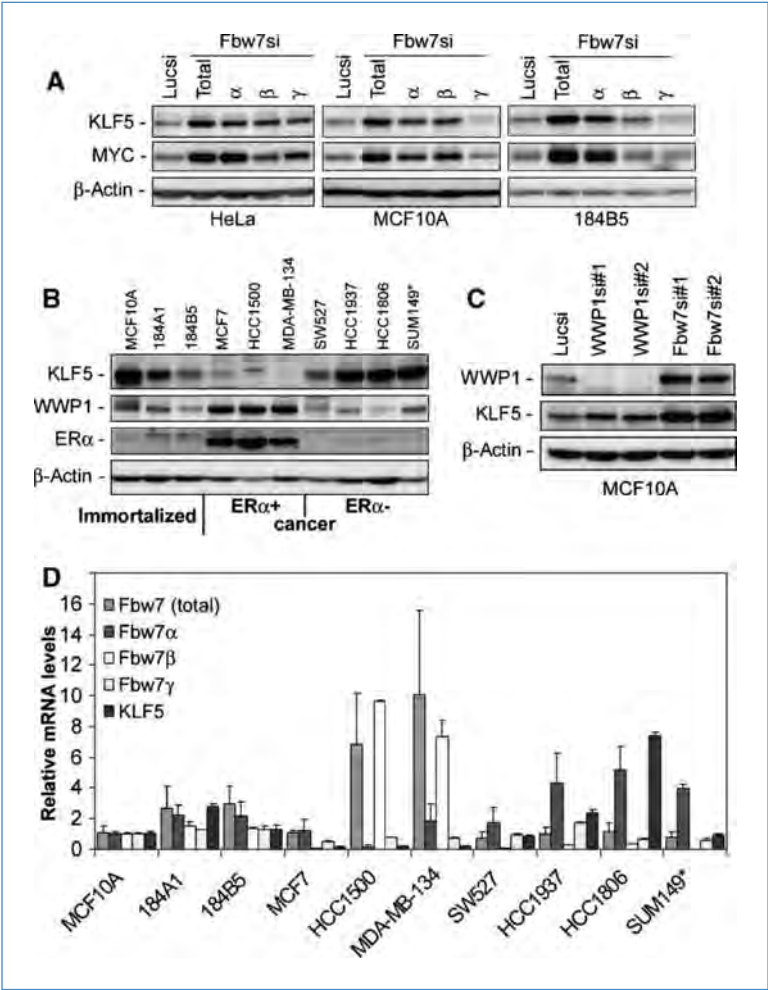 Fbw7si Fbw7si Fbw7si
A
Lucsi Total α β γ Lucsi Total α β γ Lucsi Total α β γ
KLF5 -
MYC -
β-Actin -
HeLa MCF10A 184B5
B
MCF10A 184A1 184B5 MCF7 HCC1500 MDA-MB-134 SW527 HCC1937 HCC1806 SUM149*
KLF5 -
WWP1 -
ERα -
β-Actin -
Immortalized ERα+ ERα-
cancer
C
Lucsi WWP1si#1 WWP1si#2 Fbw7si#1 Fbw7si#2
WWP1 -
KLF5 -
β-Actin -
MCF10A
D
Relative mRNA levels
16
14
12
10
8
6
4
2
0
Fbw7 (total)
Fbw7α
Fbw7β
Fbw7γ
KLF5
MCF10A 184A1 184B5 MCF7 HCC1500 MDA-MB-134 SW527 HCC1937 HCC1806 SUM149*